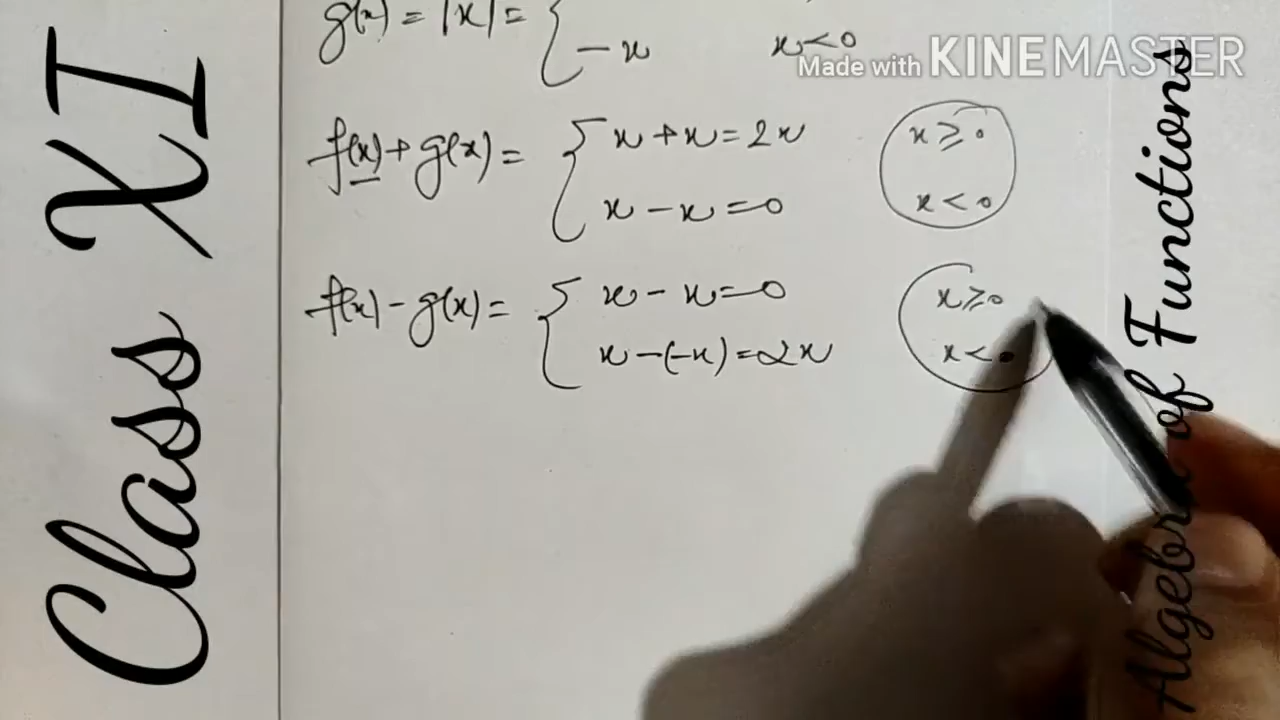 Class XI
g(x) = |x| = {
-x x<0
Made with KINEMASTER
f(x)+g(x) = { x+x=2x x≥0
x-x=0 x<0
f(x)-g(x) = { x-x=0 x≥0
x-(-x)=2x x<0
Algebra of Functions